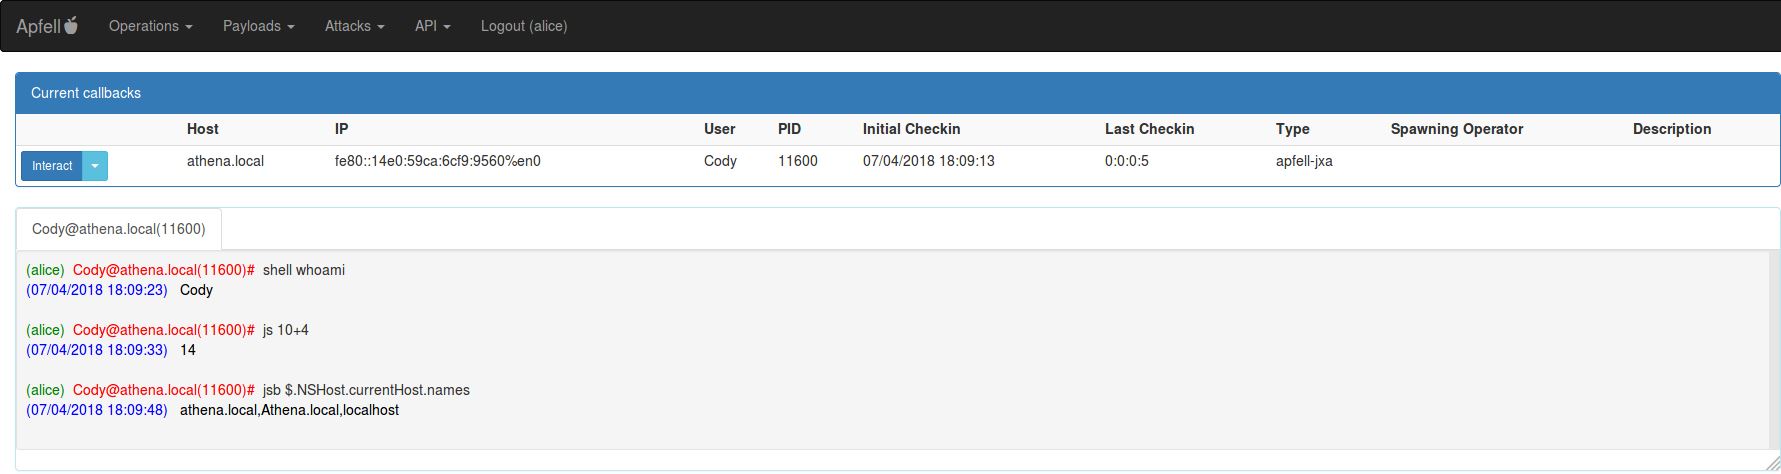 Apfell Operations Payloads Attacks API Logout (alice)
Current callbacks
Host IP User PID Initial Checkin Last Checkin Type Spawning Operator Description
Interact athena.local fe80::14e0:59ca:6cf9:9560%en0 Cody 11600 07/04/2018 18:09:13 0:0:0:5 apfell-jxa
Cody@athena.local(11600)
(alice) Cody@athena.local(11600)# shell whoami
(07/04/2018 18:09:23) Cody
(alice) Cody@athena.local(11600)# js 10+4
(07/04/2018 18:09:33) 14
(alice) Cody@athena.local(11600)# jsb $.NSHost.currentHost.names
(07/04/2018 18:09:48) athena.local,Athena.local,localhost